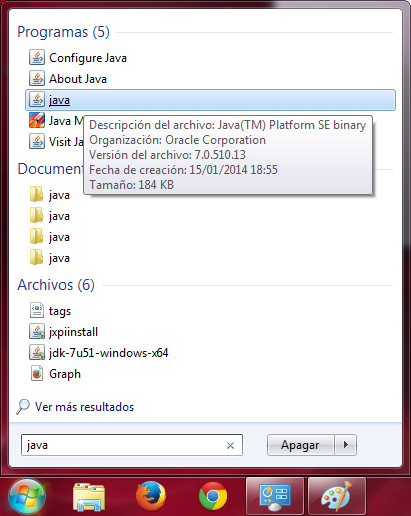 Programas (5)
Configure Java
About Java
java
Java M
Visit Ja
Descripción del archivo: Java(TM) Platform SE binary
Organización: Oracle Corporation
Versión del archivo: 7.0.510.13
Fecha de creación: 15/01/2014 18:55
Tamaño: 184 KB
Document
java
java
java
java
Archivos (6)
tags
jxpiinstall
jdk-7u51-windows-x64
Graph
Ver más resultados
java
Apagar